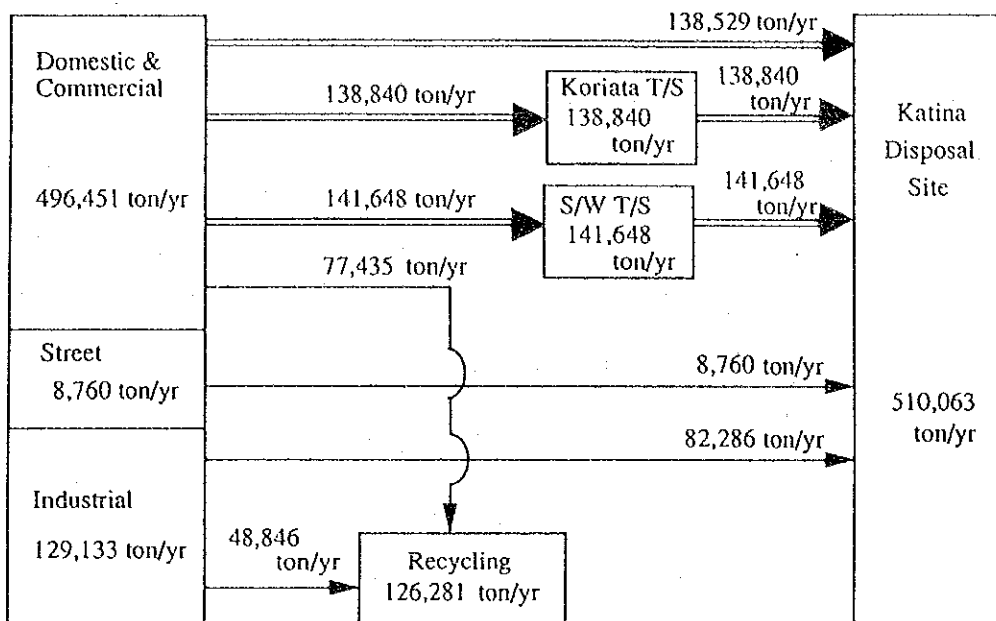 Domestic &
Commercial
496,451 ton/yr
138,529 ton/yr
138,840 ton/yr
Koriata T/S
138,840
ton/yr
138,840
ton/yr
141,648 ton/yr
S/W T/S
141,648
ton/yr
141,648
ton/yr
77,435 ton/yr
Katina
Disposal
Site
510,063
ton/yr
Street
8,760 ton/yr
8,760 ton/yr
82,286 ton/yr
Industrial
129,133 ton/yr
48,846
ton/yr
Recycling
126,281 ton/yr